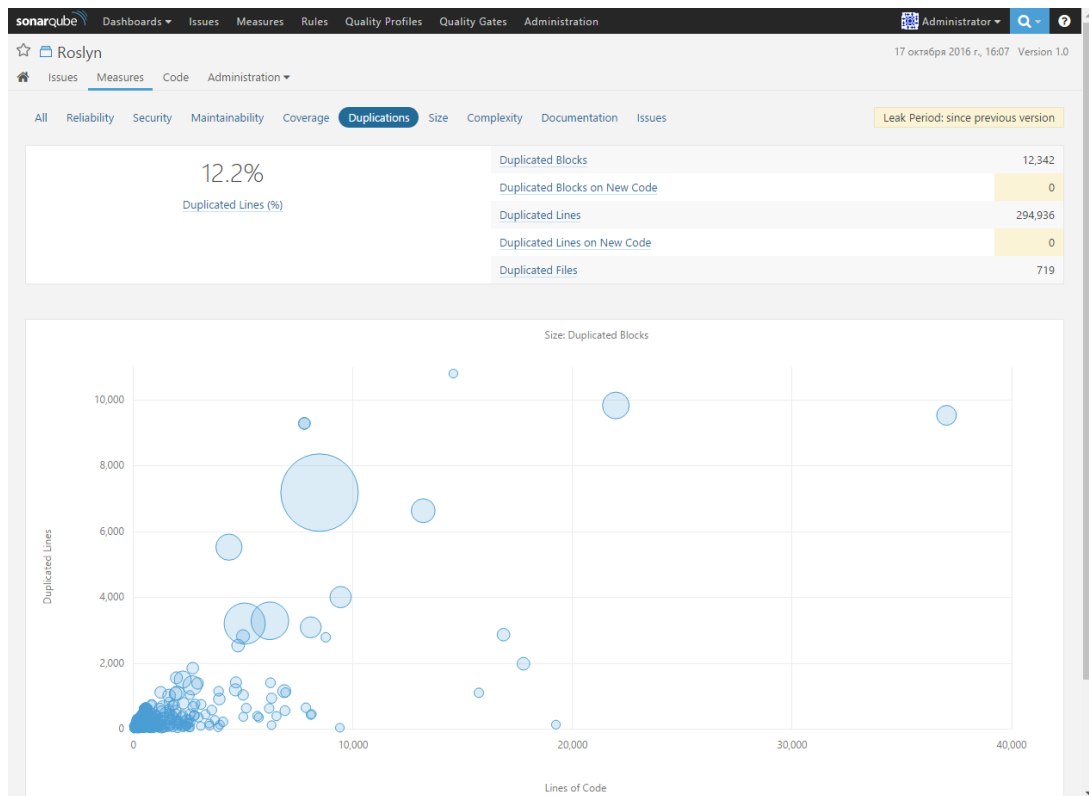 sonarqube Dashboards Issues Measures Rules Quality Profiles Quality Gates Administration Administrator ?
Roslyn 17 октября 2016 г., 16:07 Version 1.0
Issues Measures Code Administration
All Reliability Security Maintainability Coverage Duplications Size Complexity Documentation Issues Leak Period: since previous version
12.2%
Duplicated Lines (%)
Duplicated Blocks 12,342
Duplicated Blocks on New Code 0
Duplicated Lines 294,936
Duplicated Lines on New Code 0
Duplicated Files 719
Size: Duplicated Blocks
10,000
8,000
6,000
4,000
2,000
0
Duplicated Lines
0 10,000 20,000 30,000 40,000
Lines of Code